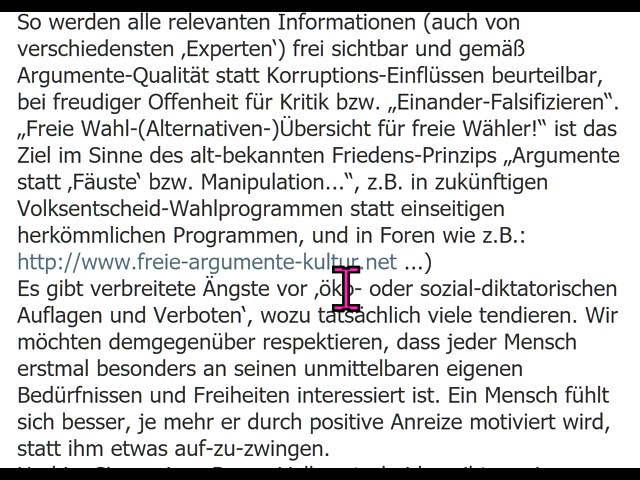 So werden alle relevanten Informationen (auch von
verschiedensten ‚Experten‘) frei sichtbar und gemäß
Argumente-Qualität statt Korruptions-Einflüssen beurteilbar,
bei freudiger Offenheit für Kritik bzw. „Einander-Falsifizieren“.
„Freie Wahl-(Alternativen-)Übersicht für freie Wähler!“ ist das
Ziel im Sinne des alt-bekannten Friedens-Prinzips „Argumente
statt ‚Fäuste‘ bzw. Manipulation...“, z.B. in zukünftigen
Volksentscheid-Wahlprogrammen statt einseitigen
herkömmlichen Programmen, und in Foren wie z.B.:
http://www.freie-argumente-kultur.net ...)
Es gibt verbreitete Ängste vor ‚öko- oder sozial-diktatorischen
Auflagen und Verboten‘, wozu tatsächlich viele tendieren. Wir
möchten demgegenüber respektieren, dass jeder Mensch
erstmal besonders an seinen unmittelbaren eigenen
Bedürfnissen und Freiheiten interessiert ist. Ein Mensch fühlt
sich besser, je mehr er durch positive Anreize motiviert wird,
statt ihm etwas auf-zu-zwingen.